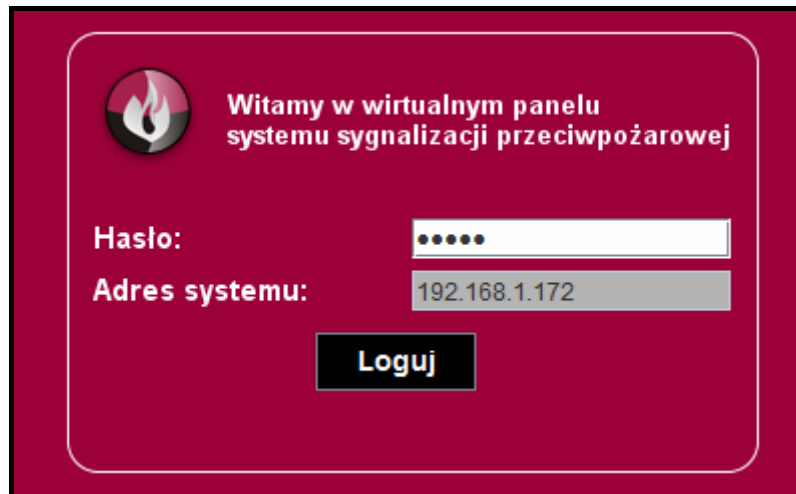 Witamy w wirtualnym panelu
systemu sygnalizacji przeciwpożarowej
Hasło: •••••
Adres systemu: 192.168.1.172
Loguj